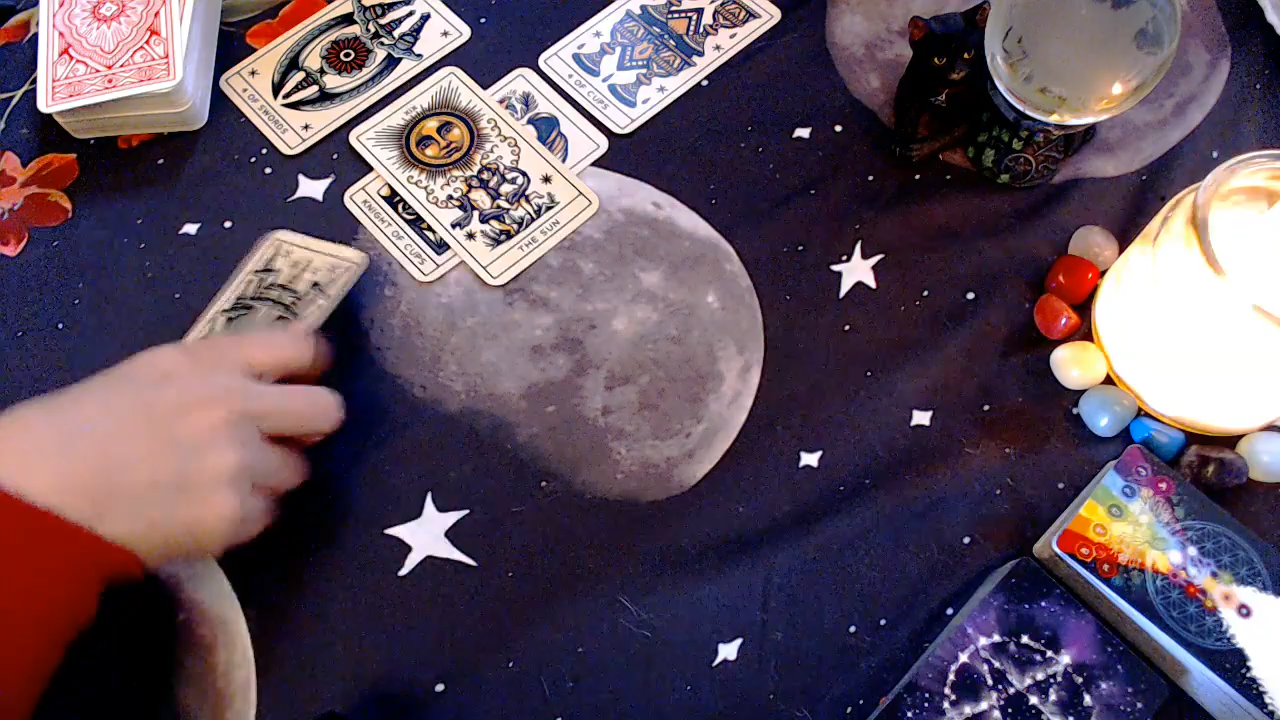 4 OF SWORDS
4 OF CUPS
XIX
THE SUN
KNIGHT OF CUPS